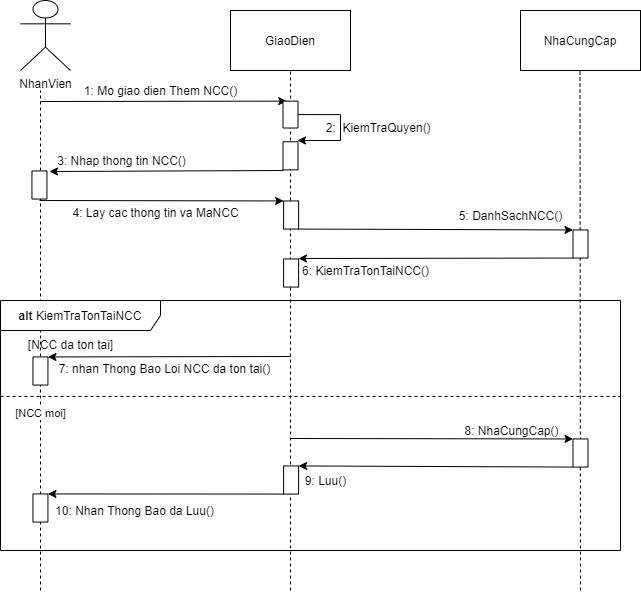 GiaoDien
NhaCungCap
NhanVien
1: Mo giao dien Them NCC()
2: KiemTraQuyen()
3: Nhap thong tin NCC()
4: Lay cac thong tin va MaNCC
5: DanhSachNCC()
6: KiemTraTonTaiNCC()
alt KiemTraTonTaiNCC
[NCC da ton tai]
7: nhan Thong Bao Loi NCC da ton tai()
[NCC moi]
8: NhaCungCap()
9: Luu()
10: Nhan Thong Bao da Luu()